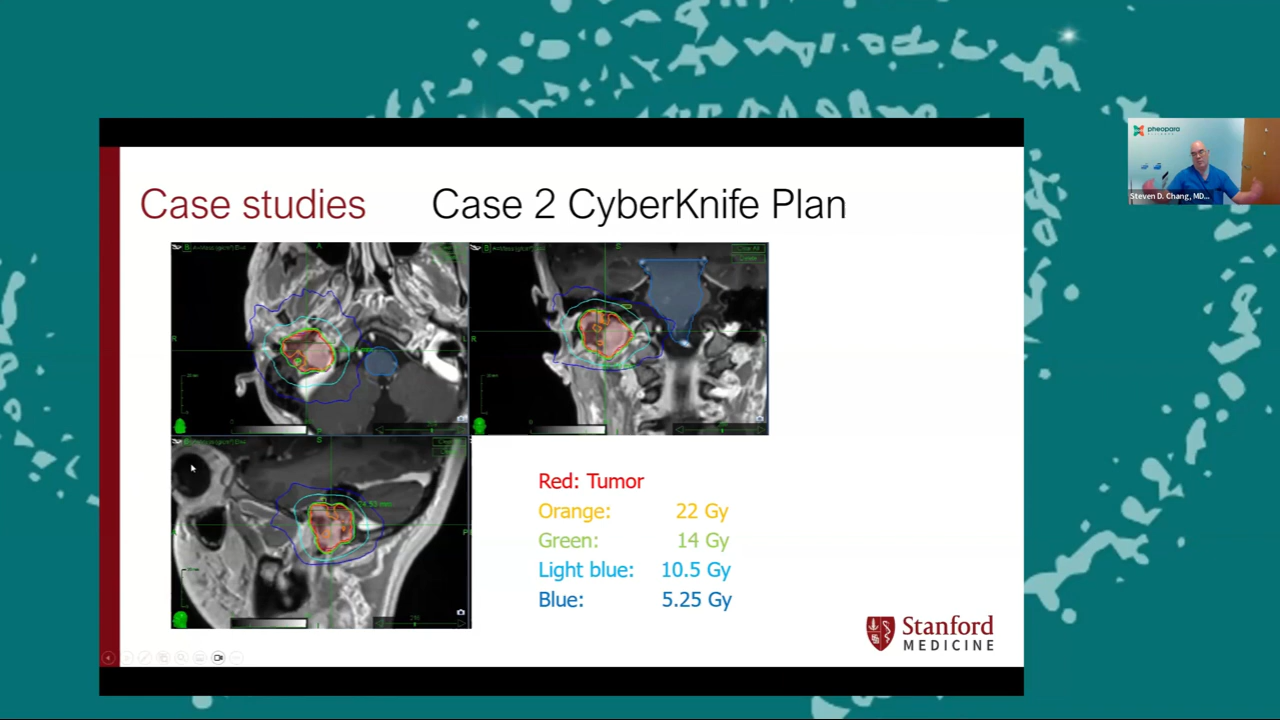 Case studies
Case 2 CyberKnife Plan
pheopara
Steven D. Chang, MD...
A
S
R
L
R
S
Red: Tumor
Orange: 22 Gy
Green: 14 Gy
Light blue: 10.5 Gy
Blue: 5.25 Gy
Stanford
MEDICINE